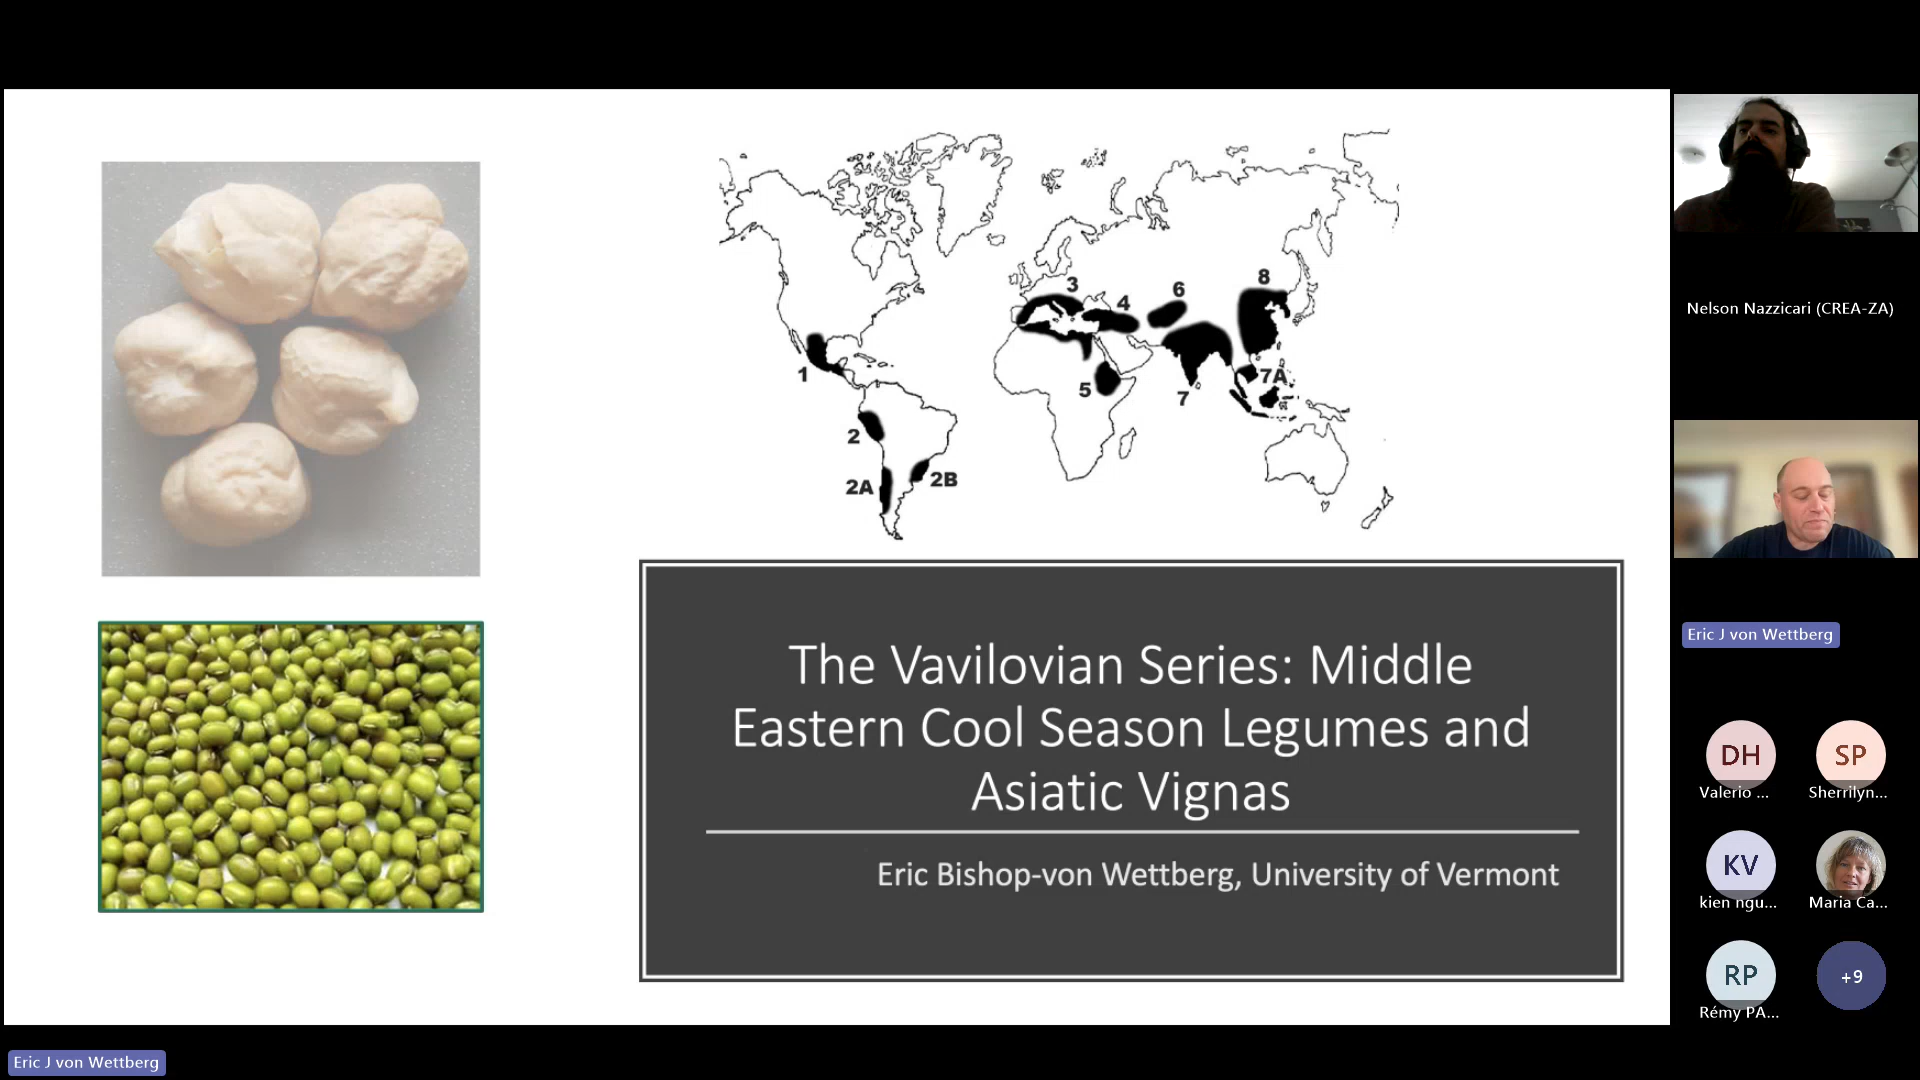 3
4
6
8
1
5
7
7A
2
2A
2B
The Vavilovian Series: Middle
Eastern Cool Season Legumes and
Asiatic Vignas
Eric Bishop-von Wettberg, University of Vermont
Nelson Nazzicari (CREA-ZA)
Eric J von Wettberg
DH
SP
Valerio ...
Sherrilyn...
KV
kien ngu...
Maria Ca...
RP
+9
Rémy PA...
Eric J von Wettberg